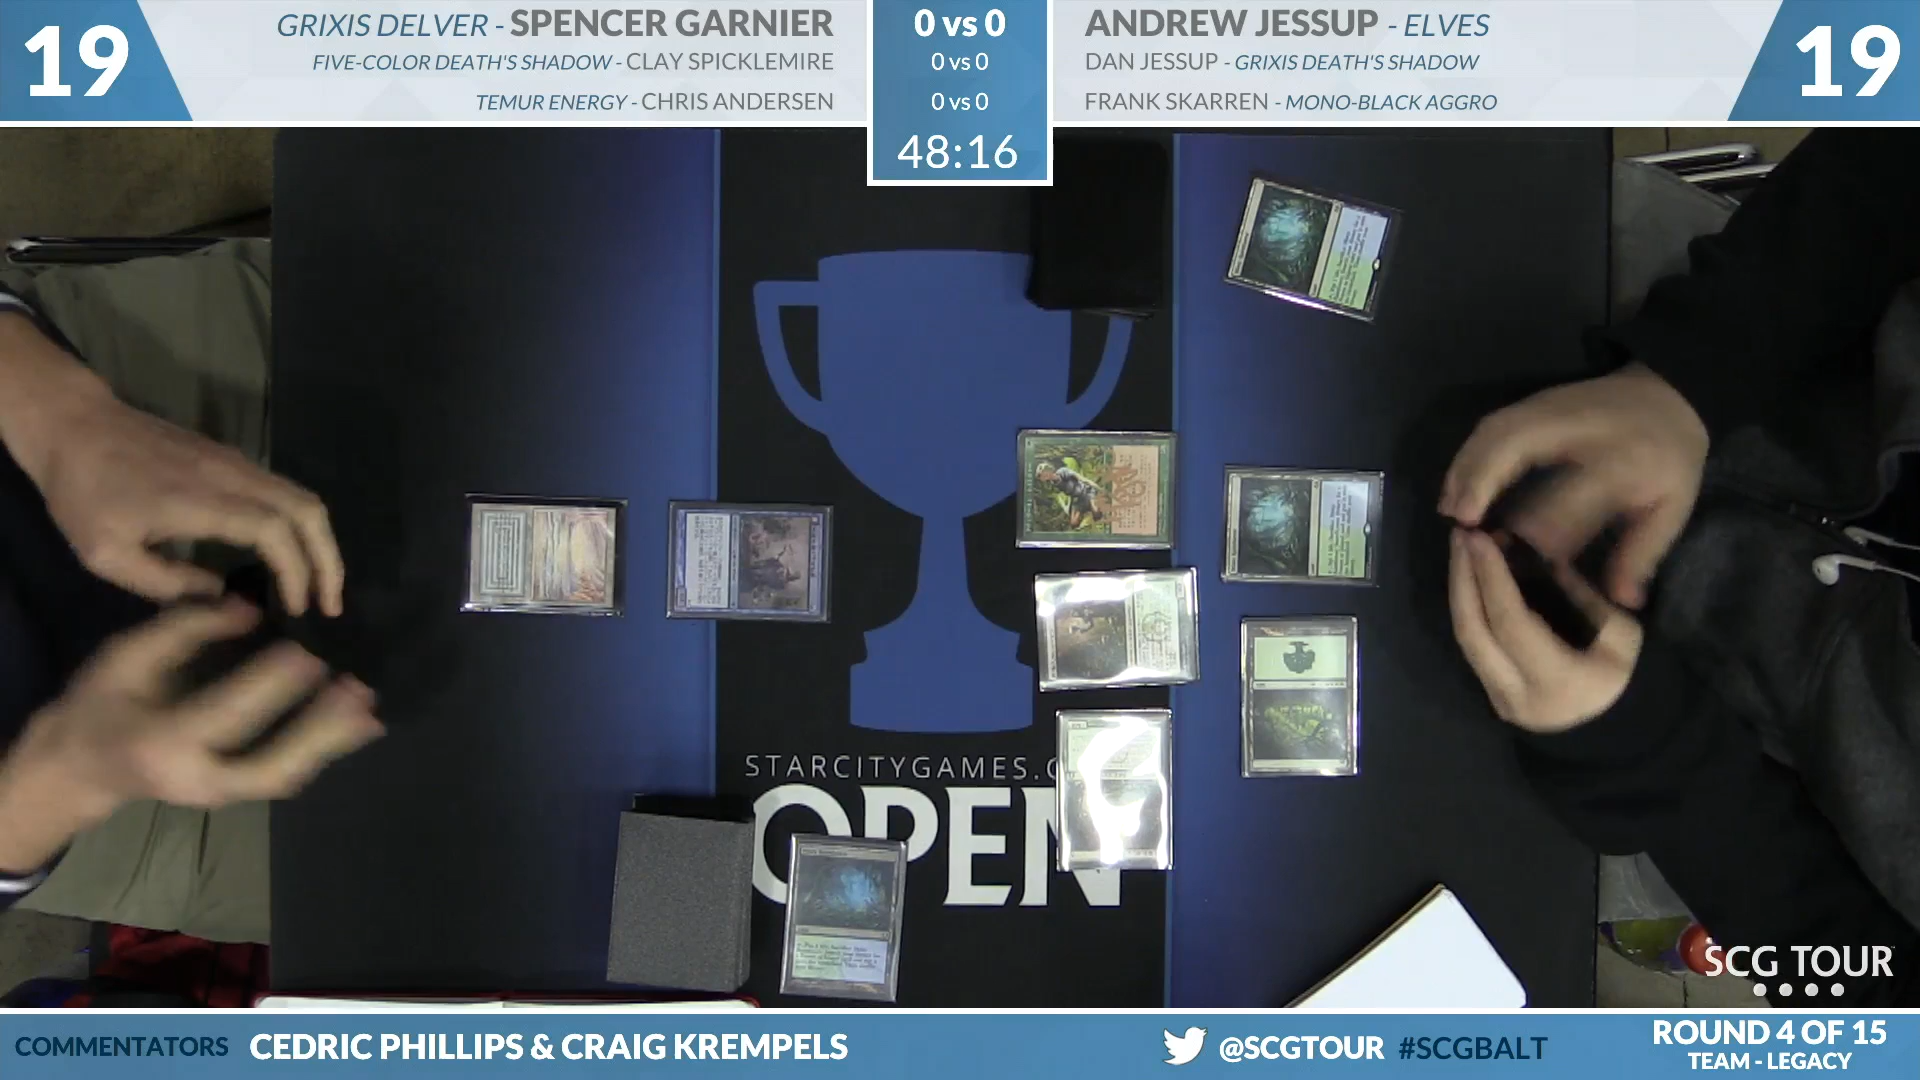 19
GRIXIS DELVER - SPENCER GARNIER
FIVE-COLOR DEATH'S SHADOW - CLAY SPICKLEMIRE
TEMUR ENERGY - CHRIS ANDERSEN
0 vs 0
0 vs 0
0 vs 0
48:16
ANDREW JESSUP - ELVES
DAN JESSUP - GRIXIS DEATH'S SHADOW
FRANK SKARREN - MONO-BLACK AGGRO
19
STARCITYGAMES.
OPEN
SCG TOUR
COMMENTATORS CEDRIC PHILLIPS & CRAIG KREMPELS
@SCGTOUR #SCGBALT
ROUND 4 OF 15
TEAM - LEGACY